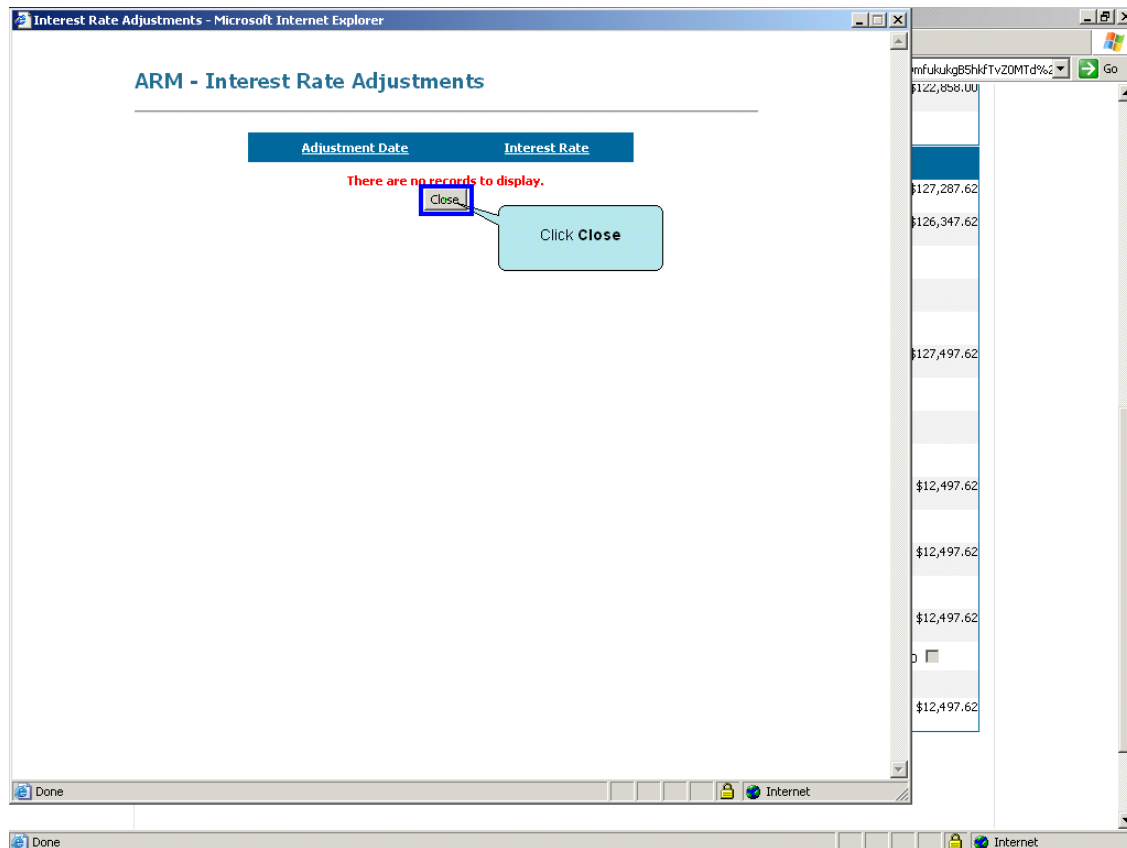 Interest Rate Adjustments - Microsoft Internet Explorer
mfukukgB5hkfTvZ0MTd%2
Go
ARM - Interest Rate Adjustments
$122,858.00
Adjustment Date Interest Rate
There are no records to display.
Close
Click Close
$127,287.62
$126,347.62
$127,497.62
$12,497.62
$12,497.62
$12,497.62
$12,497.62
Done Internet
Done Internet